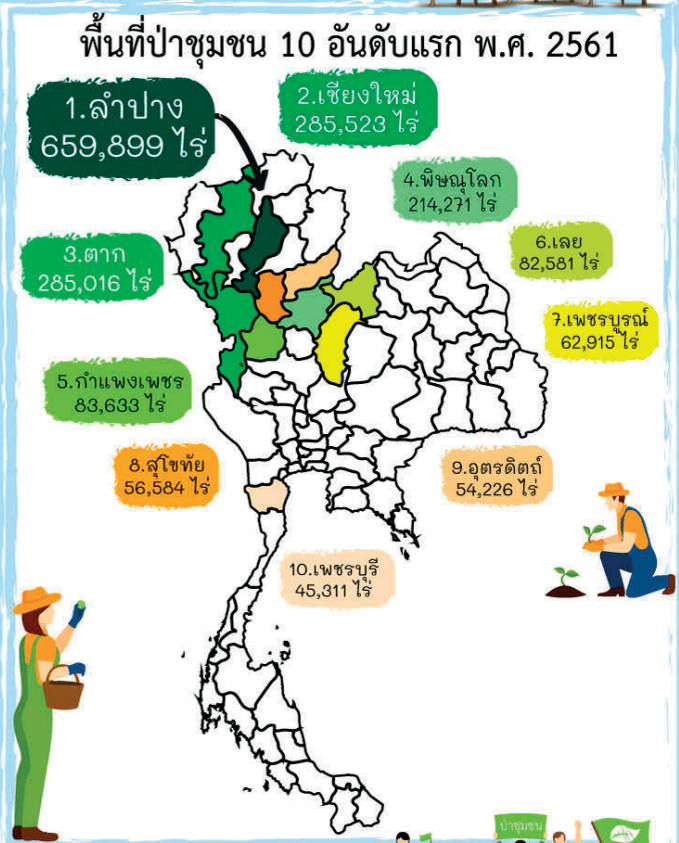 พื้นที่ป่าชุมชน 10 อันดับแรก พ.ศ. 2561
1.ลำปาง
659,899 ไร่
2.เชียงใหม่
285,523 ไร่
3.ตาก
285,016 ไร่
4.พิษณุโลก
214,271 ไร่
5.กำแพงเพชร
83,633 ไร่
6.เลย
82,581 ไร่
7.เพชรบูรณ์
62,915 ไร่
8.สุโขทัย
56,584 ไร่
9.อุตรดิตถ์
54,226 ไร่
10.เพชรบุรี
45,311 ไร่
ป่าชุมชน